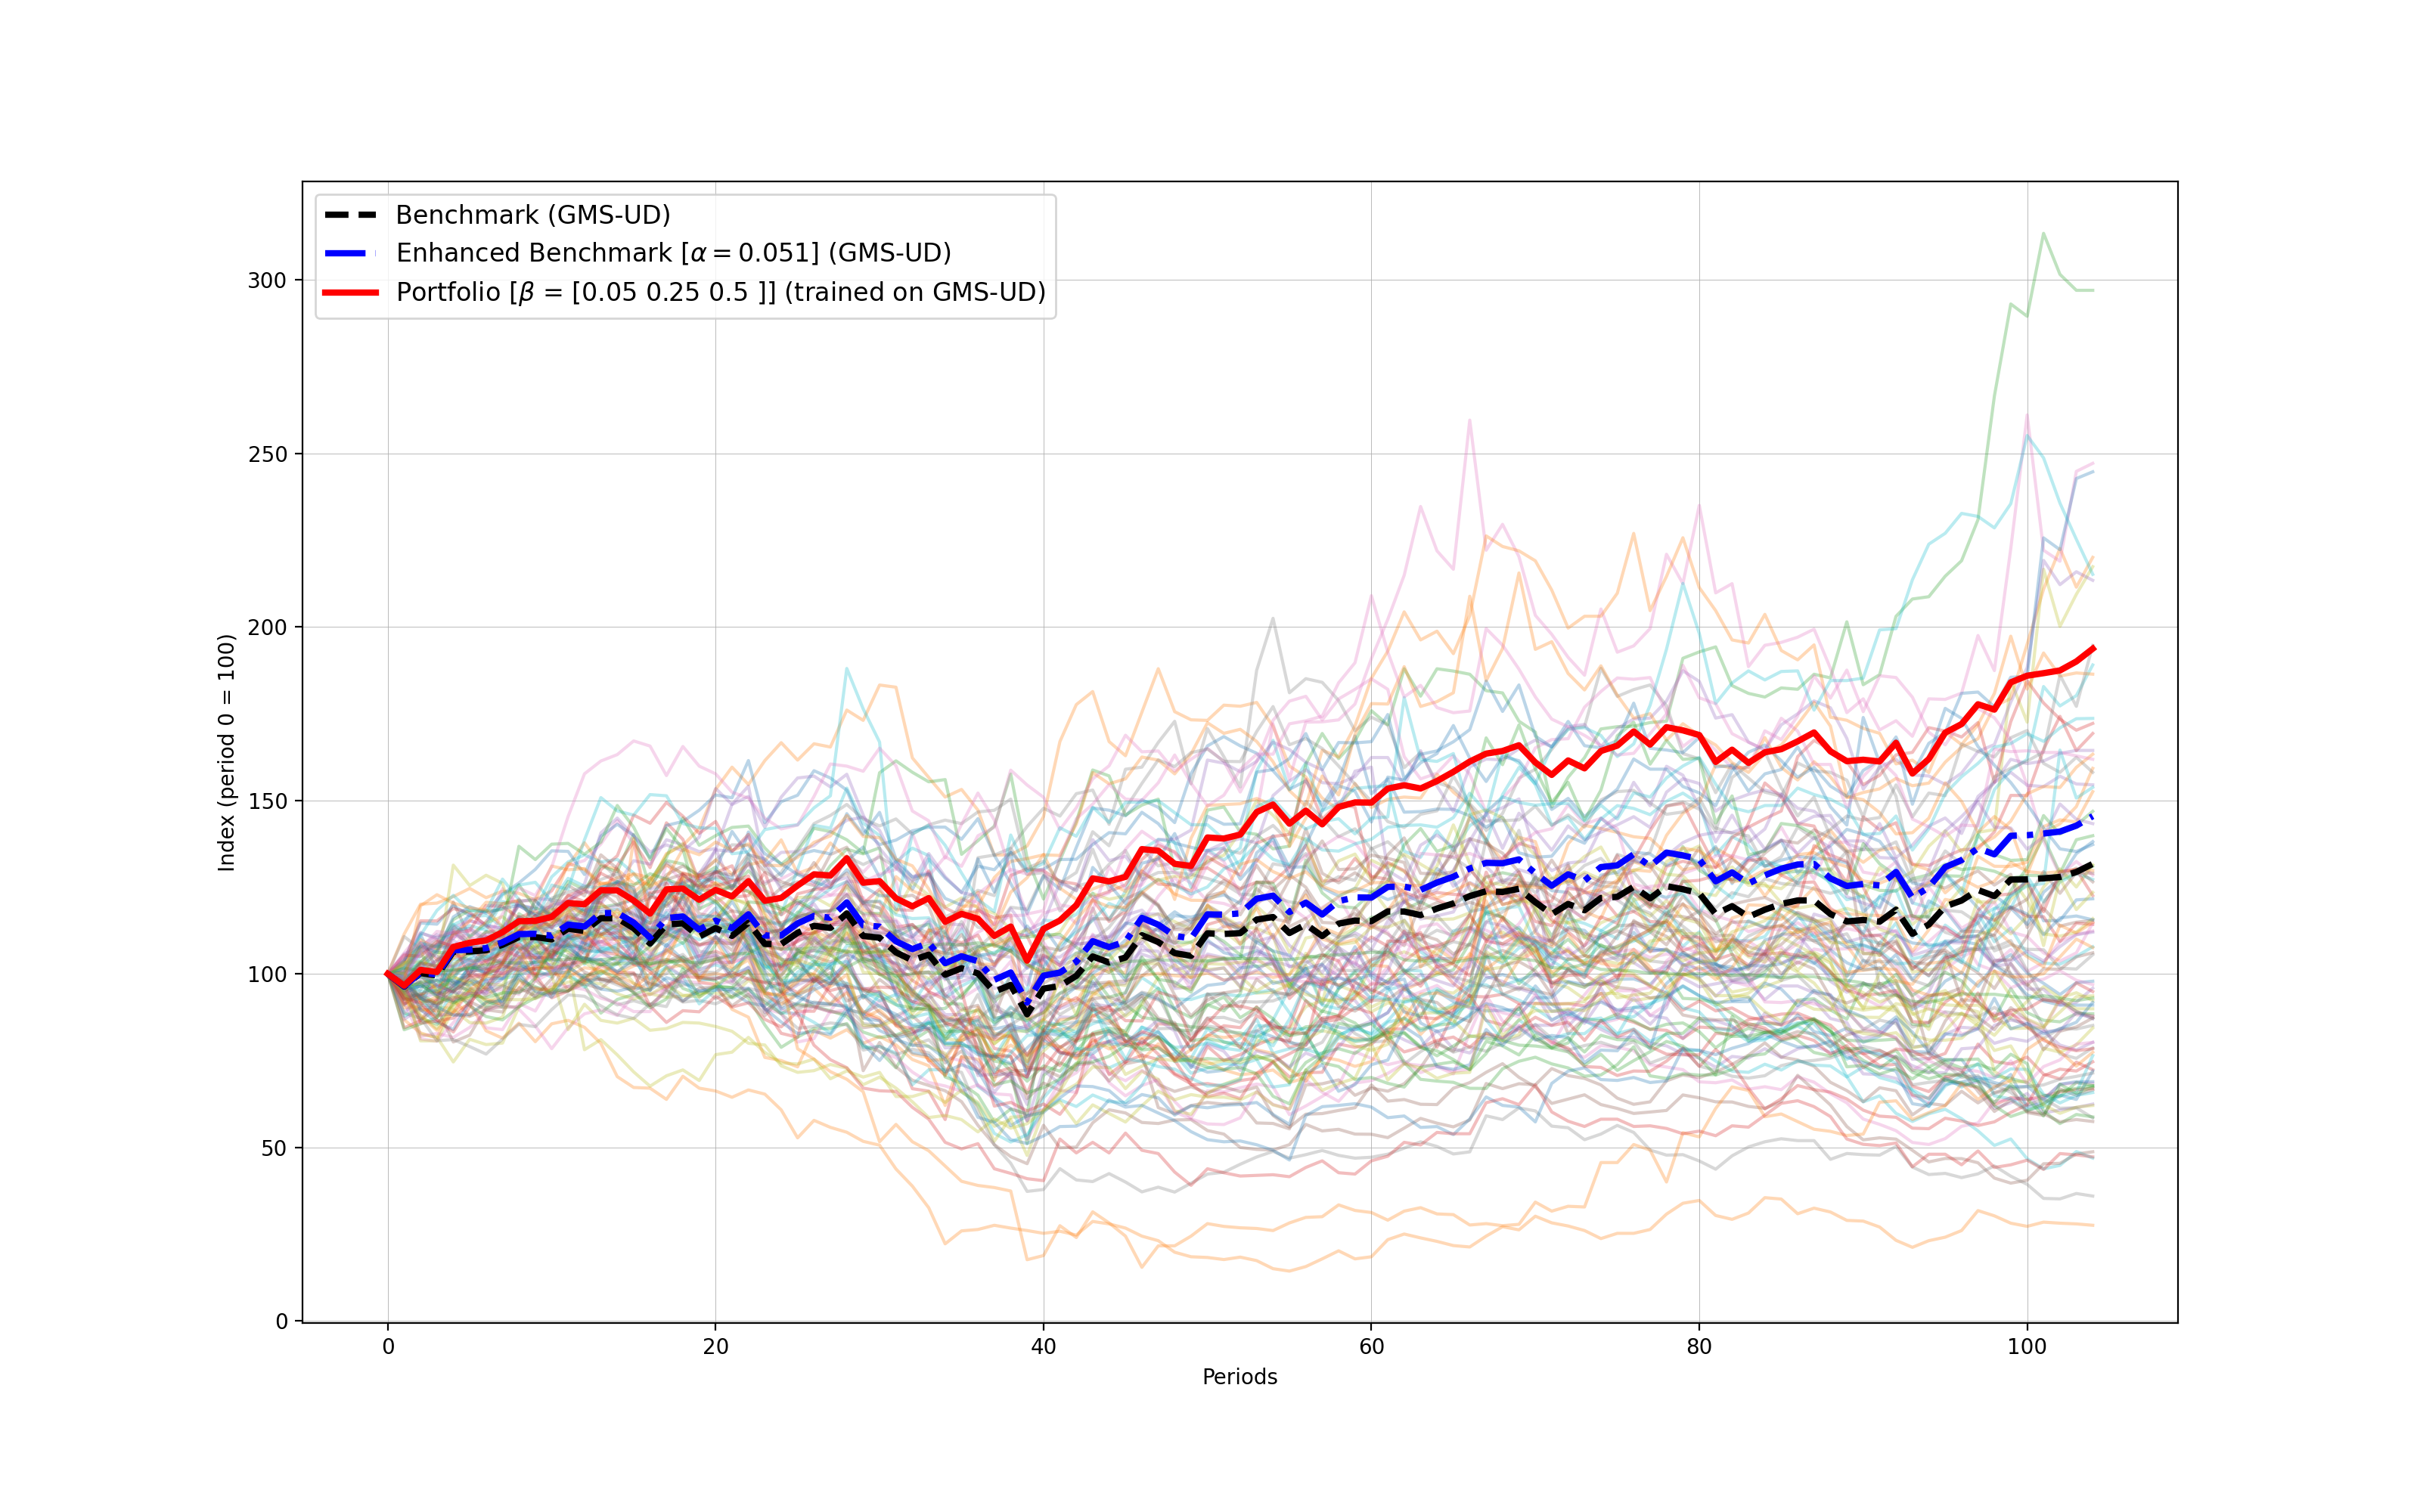 Benchmark (GMS-UD)
Enhanced Benchmark [α = 0.051] (GMS-UD)
Portfolio [β = [0.05 0.25 0.5 ]] (trained on GMS-UD)
300
250
200
150
100
50
0
Index (period 0 = 100)
0 20 40 60 80 100
Periods